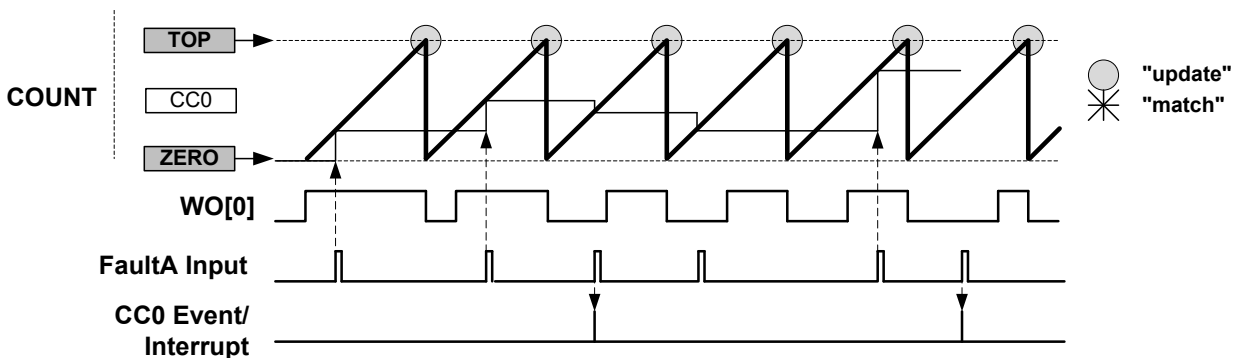 TOP
"update"
COUNT
CC0
"match"
ZERO
WO[0]
FaultA Input
CC0 Event/
Interrupt